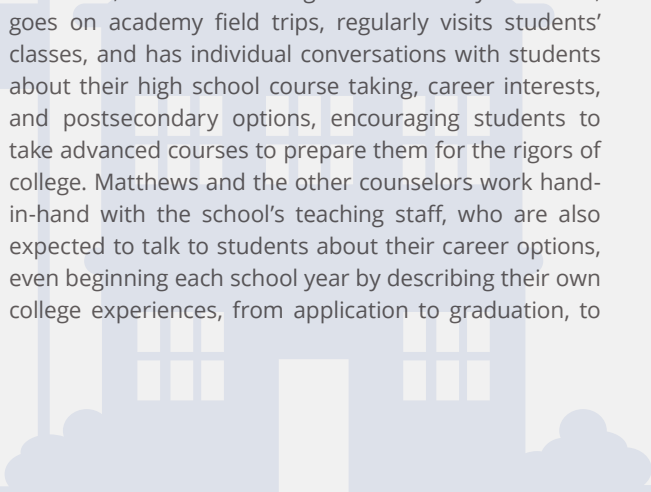 goes on academy field trips, regularly visits students’
classes, and has individual conversations with students
about their high school course taking, career interests,
and postsecondary options, encouraging students to
take advanced courses to prepare them for the rigors of
college. Matthews and the other counselors work hand-
in-hand with the school’s teaching staff, who are also
expected to talk to students about their career options,
even beginning each school year by describing their own
college experiences, from application to graduation, to